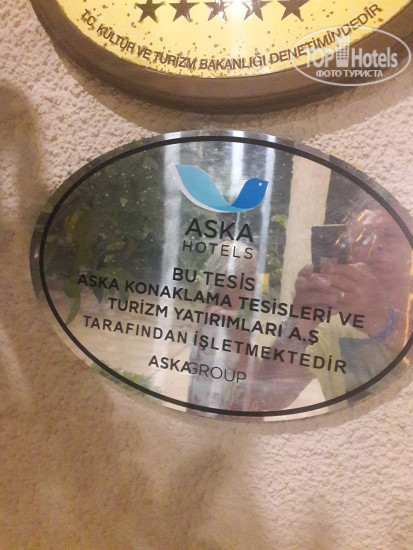 T.C. KÜLTÜR VE TURİZM BAKANLIĞI DENETİMİNDEDİR
TOP Hotels
ФОТО ТУРИСТА
ASKA
HOTELS
BU TESİS
ASKA KONAKLAMA TESİSLERİ VE
TURİZM YATIRIMLARI A.Ş
TARAFINDAN İŞLETMEKTEDİR
ASKAGROUP